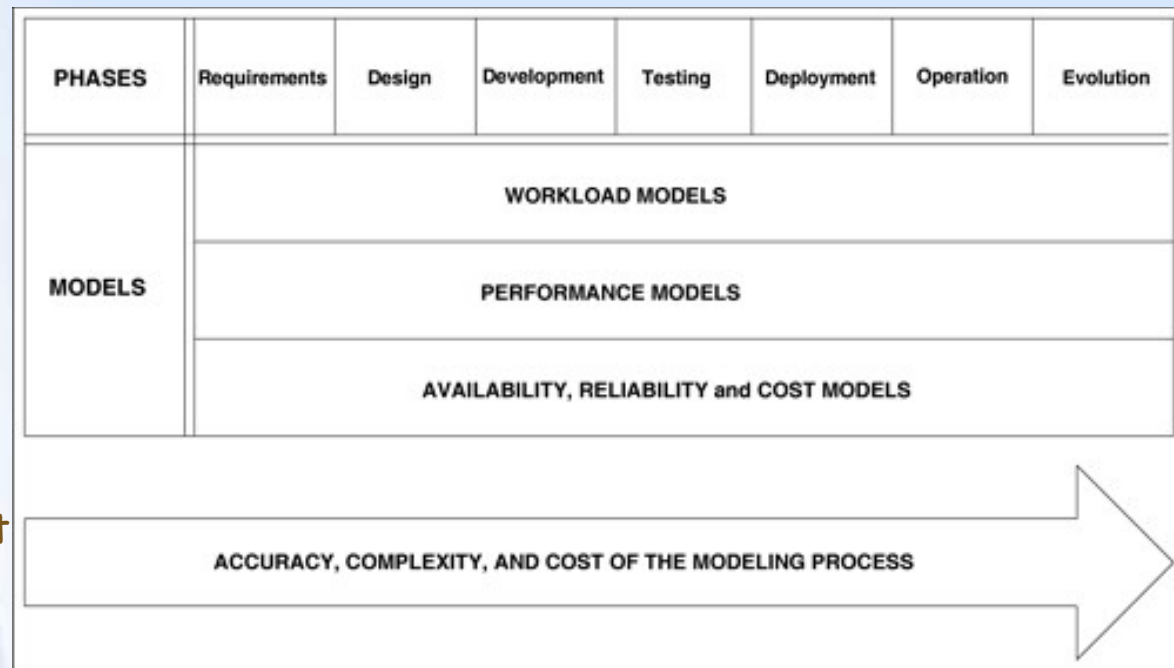 PHASES Requirements Design Development Testing Deployment Operation Evolution
WORKLOAD MODELS
MODELS PERFORMANCE MODELS
AVAILABILITY, RELIABILITY and COST MODELS
ACCURACY, COMPLEXITY, AND COST OF THE MODELING PROCESS